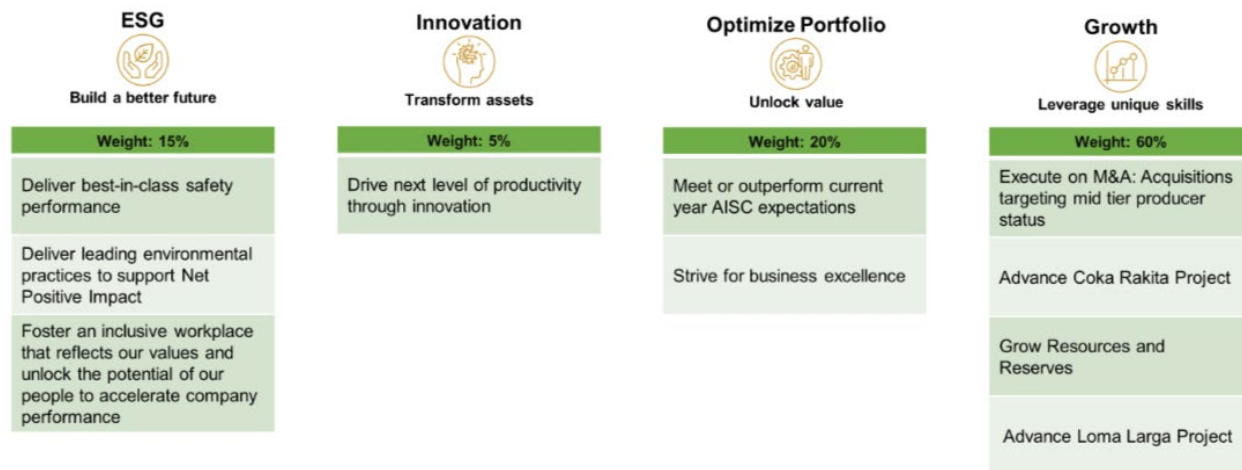 ESG
Build a better future
Weight: 15%
Deliver best-in-class safety
performance
Deliver leading environmental
practices to support Net
Positive Impact
Foster an inclusive workplace
that reflects our values and
unlock the potential of our
people to accelerate company
performance
Innovation
Transform assets
Weight: 5%
Drive next level of productivity
through innovation
Optimize Portfolio
Unlock value
Weight: 20%
Meet or outperform current
year AISC expectations
Strive for business excellence
Growth
Leverage unique skills
Weight: 60%
Execute on M&A: Acquisitions
targeting mid tier producer
status
Advance Coka Rakita Project
Grow Resources and
Reserves
Advance Loma Larga Project